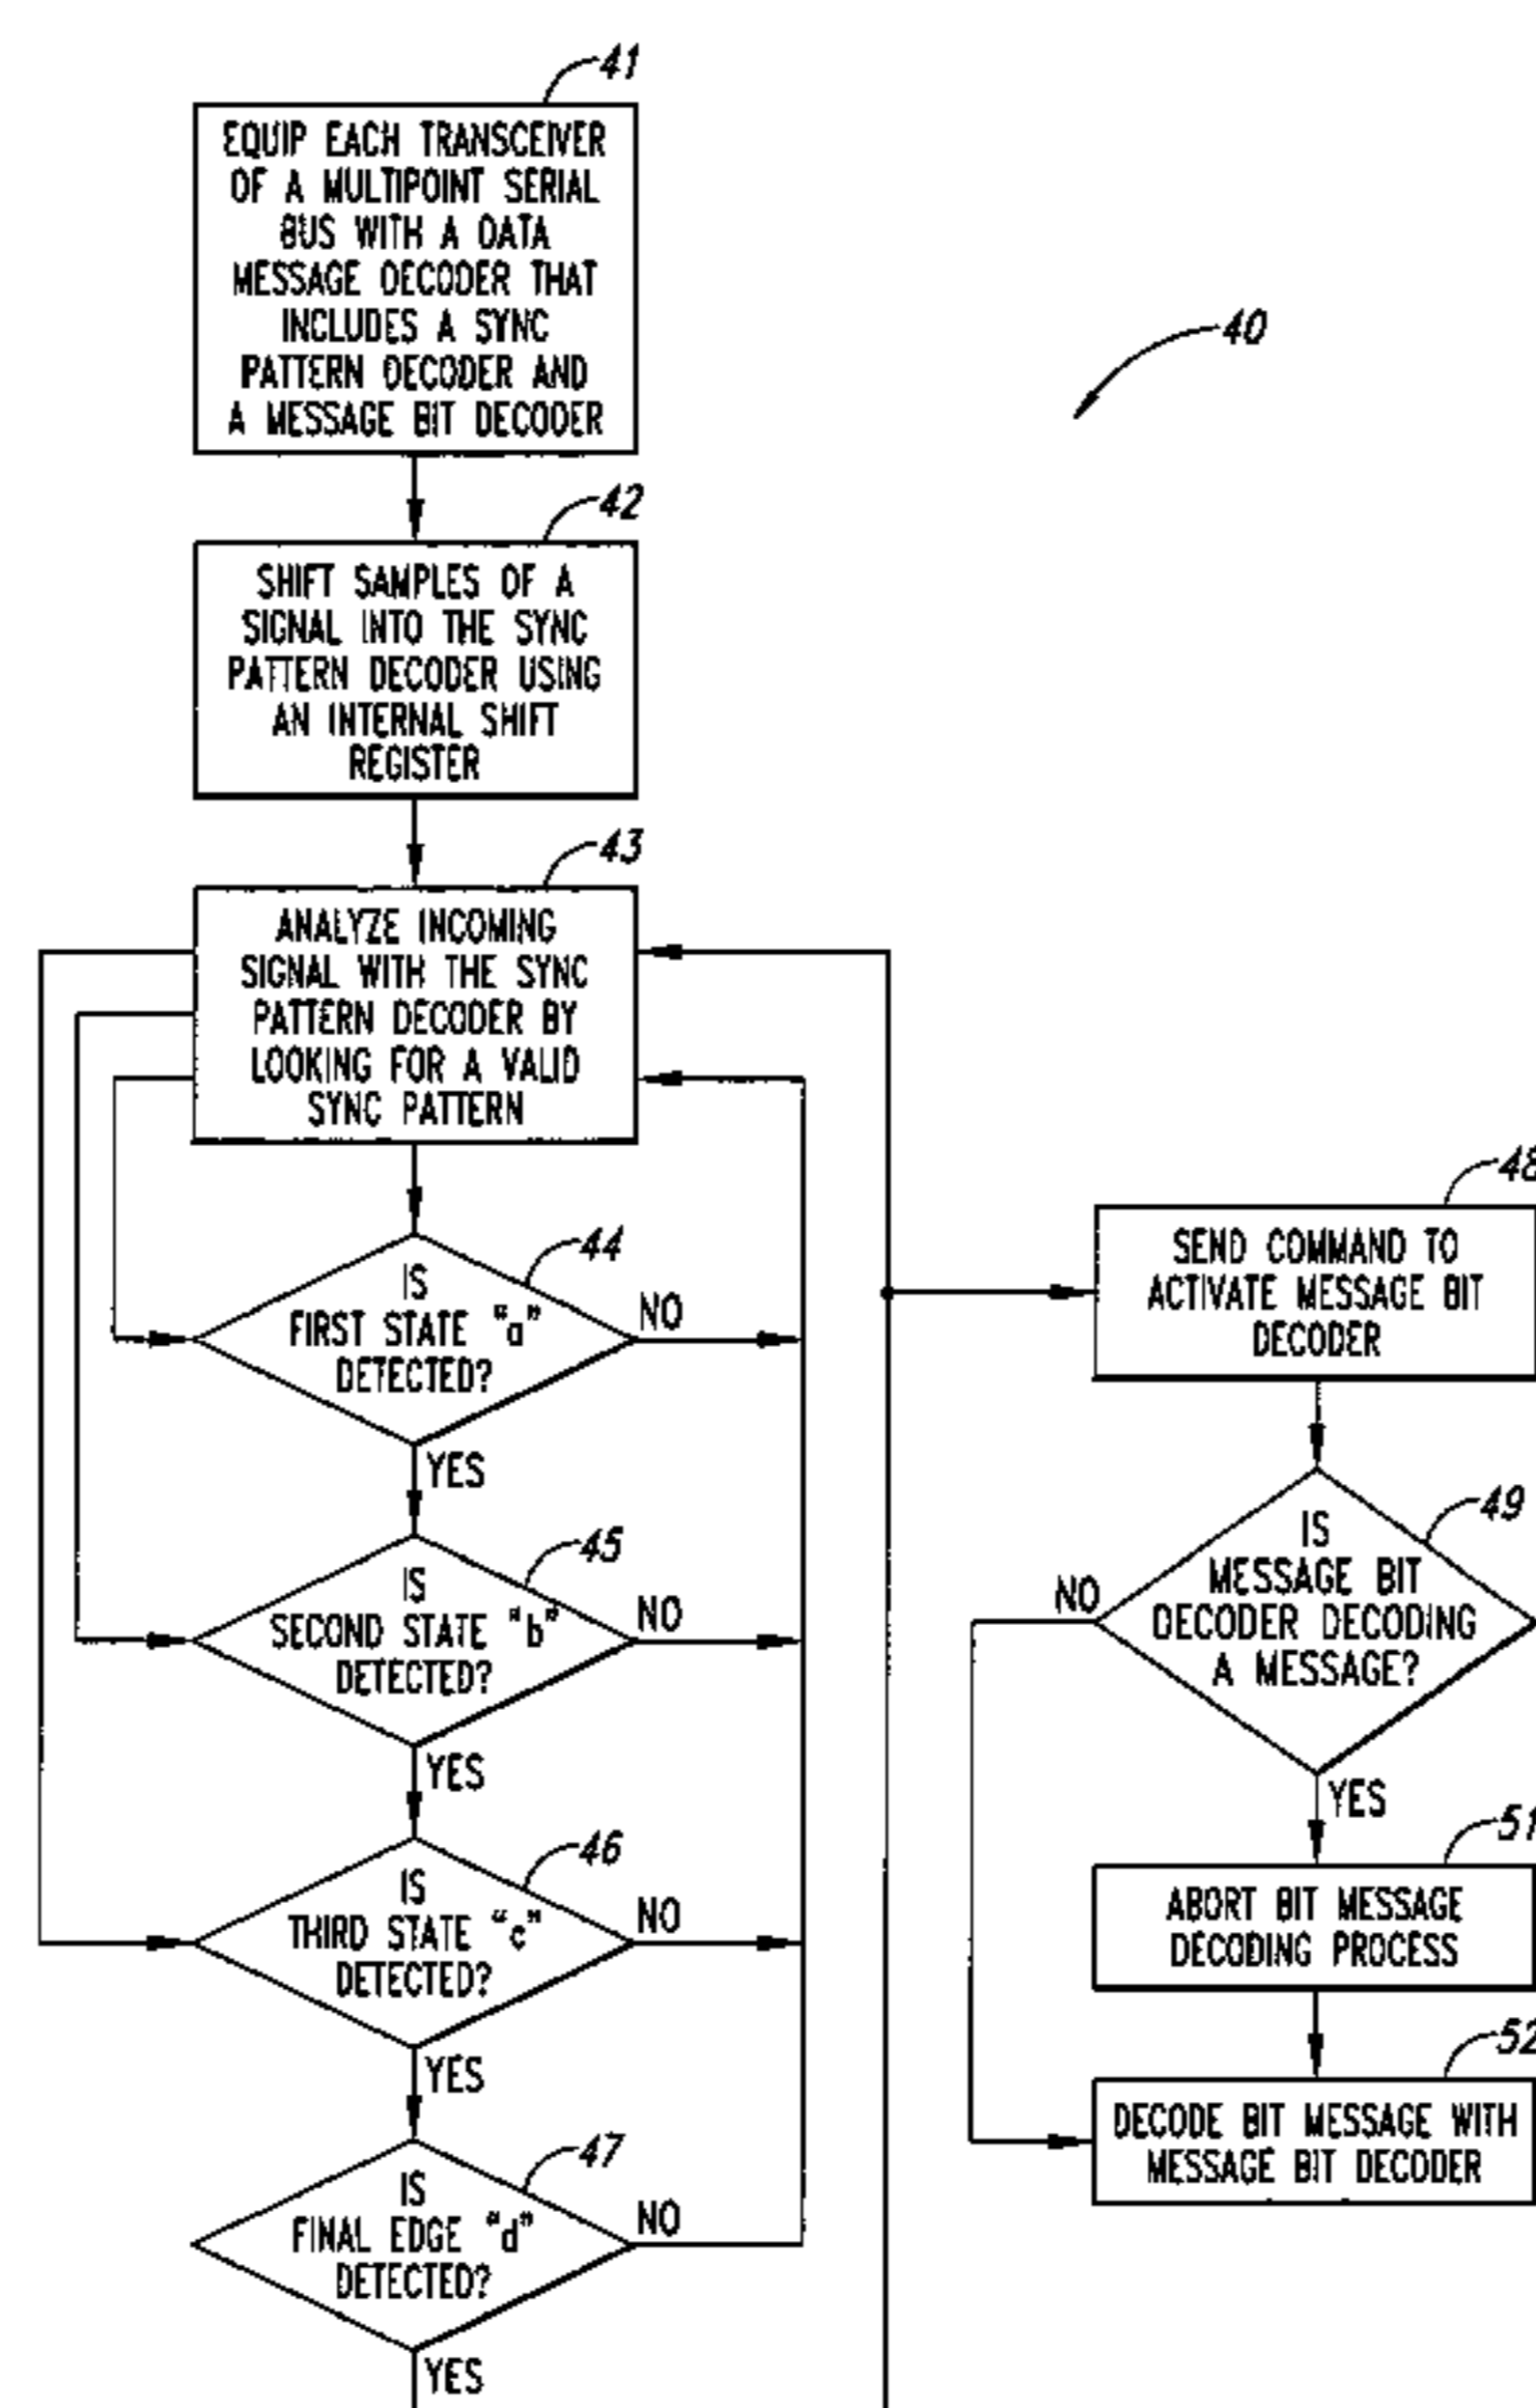 41
EQUIP EACH TRANSCEIVER
OF A MULTIPOINT SERIAL
BUS WITH A DATA
MESSAGE DECODER THAT
INCLUDES A SYNC
PATTERN DECODER AND
A MESSAGE BIT DECODER
40
42
SHIFT SAMPLES OF A
SIGNAL INTO THE SYNC
PATTERN DECODER USING
AN INTERNAL SHIFT
REGISTER
43
ANALYZE INCOMING
SIGNAL WITH THE SYNC
PATTERN DECODER BY
LOOKING FOR A VALID
SYNC PATTERN
44
IS
FIRST STATE "a"
DETECTED?
NO
YES
45
IS
SECOND STATE "b"
DETECTED?
NO
YES
46
IS
THIRD STATE "c"
DETECTED?
NO
YES
47
IS
FINAL EDGE "d"
DETECTED?
NO
YES
48
SEND COMMAND TO
ACTIVATE MESSAGE BIT
DECODER
49
IS
MESSAGE BIT
DECODER DECODING
A MESSAGE?
NO
YES
51
ABORT BIT MESSAGE
DECODING PROCESS
52
DECODE BIT MESSAGE WITH
MESSAGE BIT DECODER